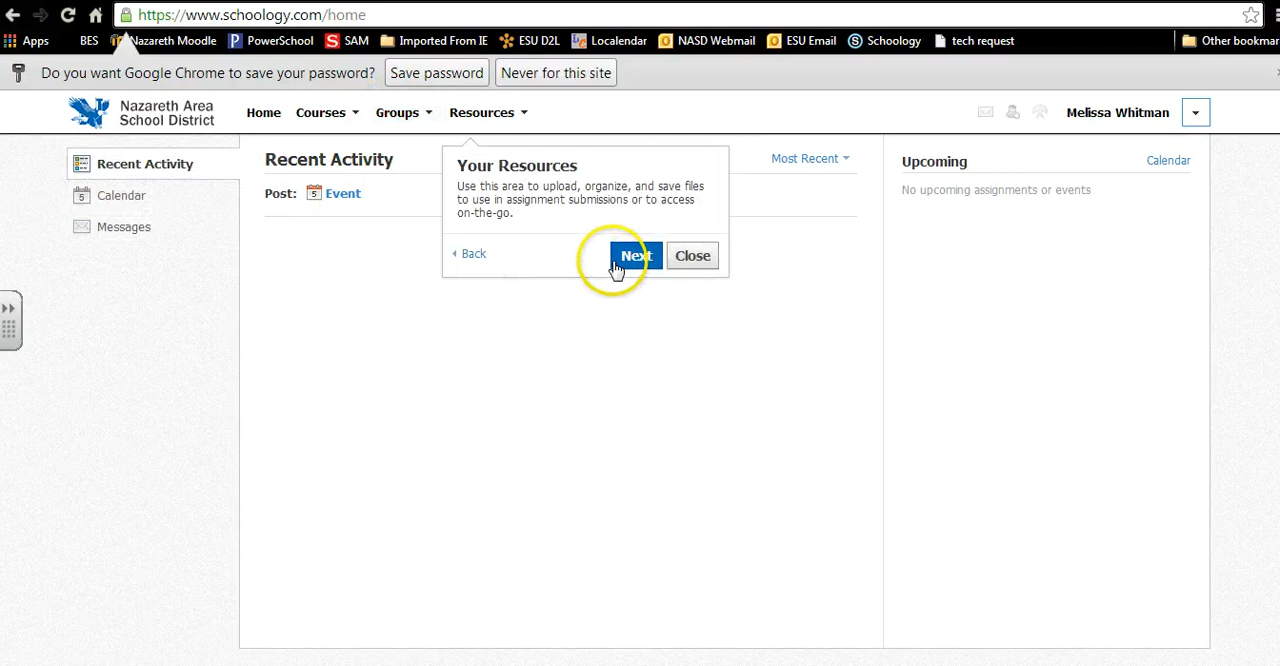 https://www.schoology.com/home
Apps BES Nazareth Moodle PowerSchool SAM Imported From IE ESU D2L Localendar NASD Webmail ESU Email Schoology tech request Other bookmar
Do you want Google Chrome to save your password? Save password Never for this site
Nazareth Area
School District
Home Courses Groups Resources Melissa Whitman
Recent Activity
Calendar
Messages
Recent Activity
Most Recent
Post: 5 Event
Your Resources
Use this area to upload, organize, and save files
to use in assignment submissions or to access
on-the-go.
Back Next Close
Upcoming Calendar
No upcoming assignments or events